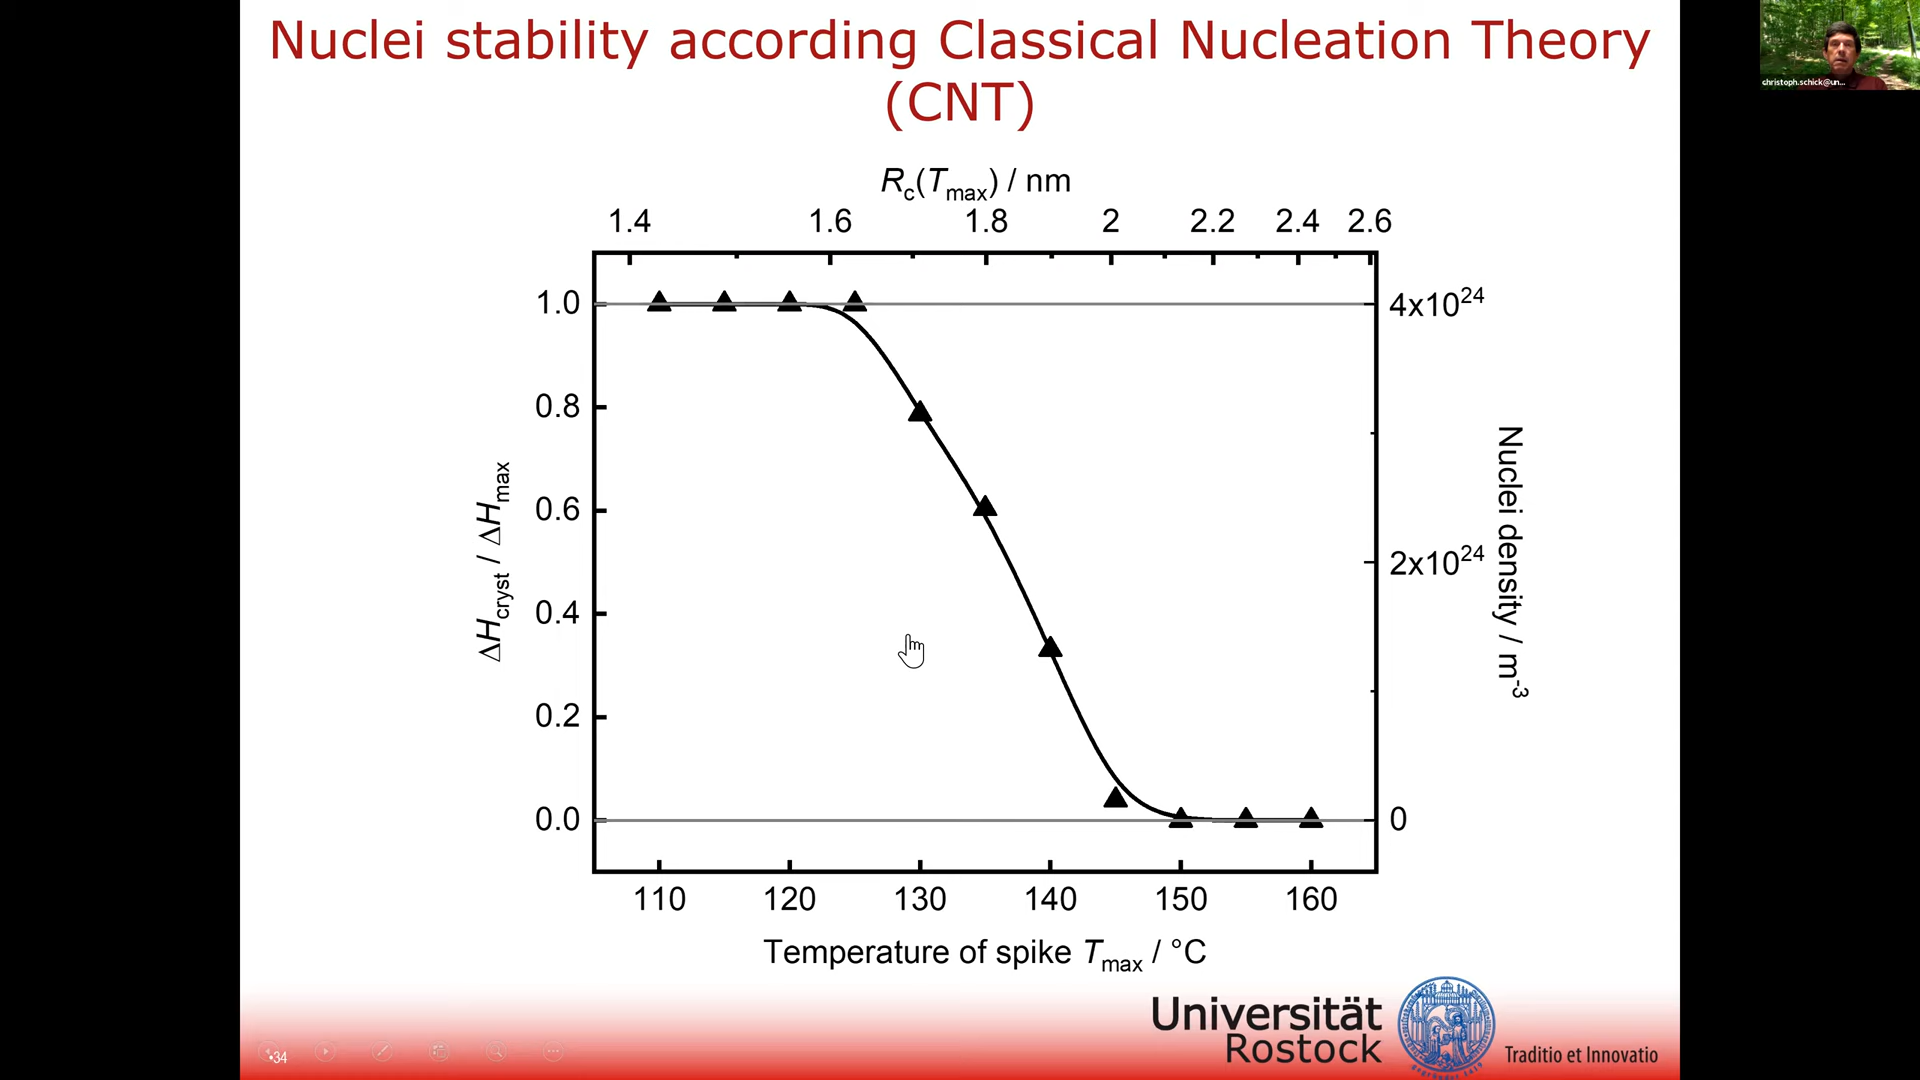 Nuclei stability according Classical Nucleation Theory
(CNT)
christoph.schick@un...
Rc(Tmax) / nm
1.4 1.6 1.8 2 2.2 2.4 2.6
1.0
0.8
0.6
0.4
0.2
0.0
ΔHcryst / ΔHmax
4x10^24
2x10^24
0
Nuclei density / m^-3
110 120 130 140 150 160
Temperature of spike Tmax / °C
Universität
Rostock
Traditio et Innovatio
•34